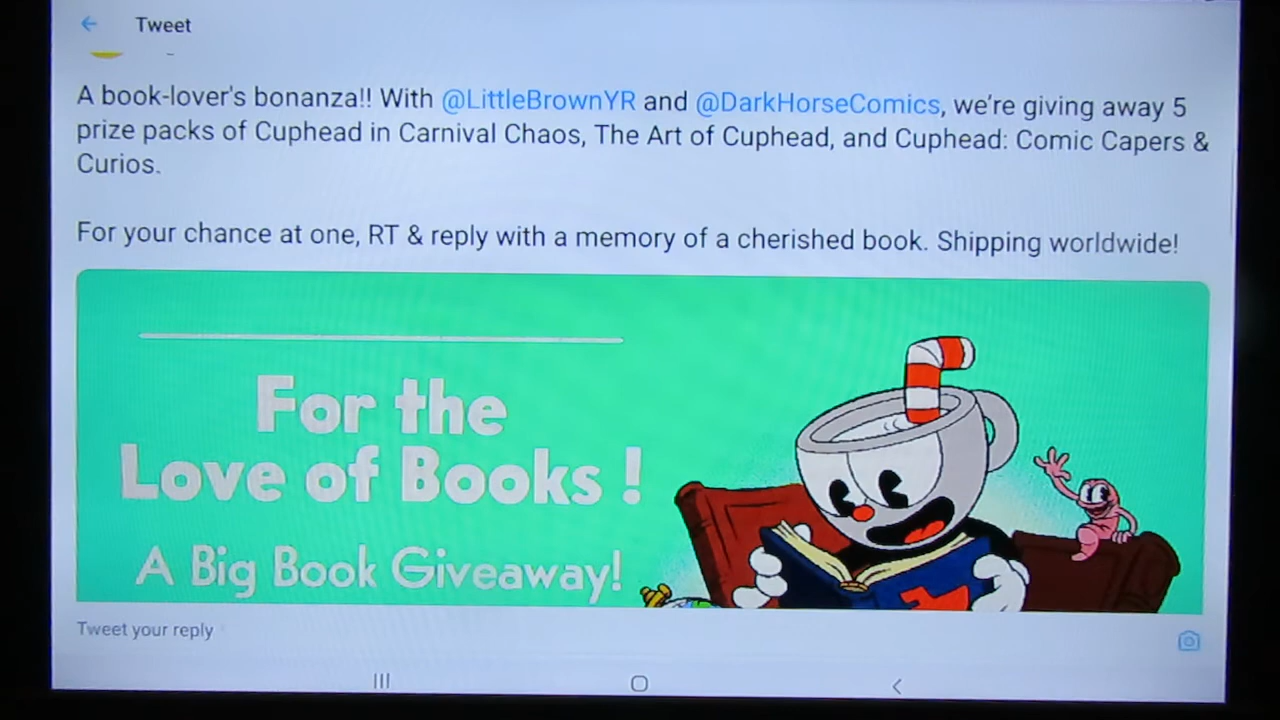 Tweet
A book-lover's bonanza!! With @LittleBrownYR and @DarkHorseComics, we're giving away 5
prize packs of Cuphead in Carnival Chaos, The Art of Cuphead, and Cuphead: Comic Capers &
Curios.
For your chance at one, RT & reply with a memory of a cherished book. Shipping worldwide!
For the
Love of Books !
A Big Book Giveaway!
Tweet your reply